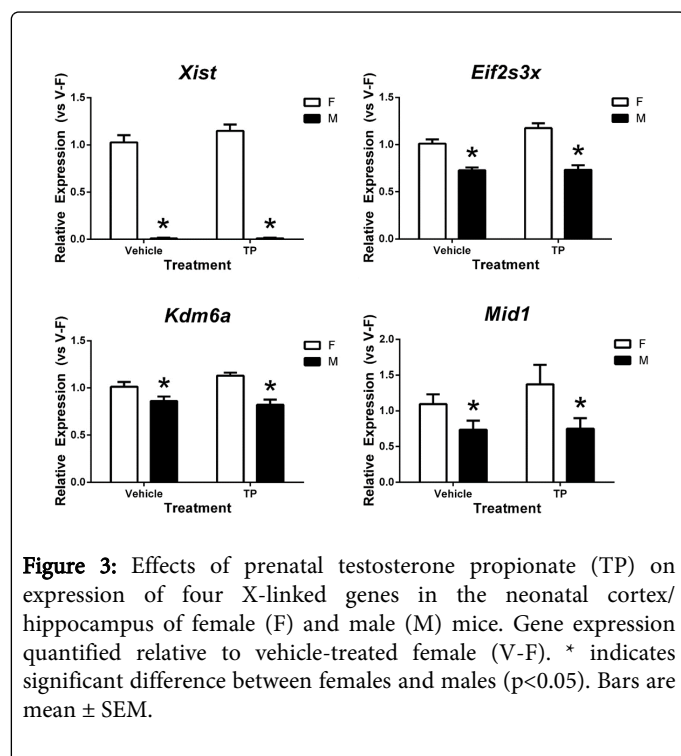 Xist
Relative Expression (vs V-F)
1.5
1.0
0.5
0.0
F
M
*
*
Vehicle
TP
Treatment
Eif2s3x
Relative Expression (vs V-F)
1.5
1.0
0.5
0.0
F
M
*
*
Vehicle
TP
Treatment
Kdm6a
Relative Expression (vs V-F)
1.5
1.0
0.5
0.0
F
M
*
*
Vehicle
TP
Treatment
Mid1
Relative Expression (vs V-F)
2.0
1.5
1.0
0.5
0.0
F
M
*
*
Vehicle
TP
Treatment
Figure 3: Effects of prenatal testosterone propionate (TP) on
expression of four X-linked genes in the neonatal cortex/
hippocampus of female (F) and male (M) mice. Gene expression
quantified relative to vehicle-treated female (V-F). * indicates
significant difference between females and males (p<0.05). Bars are
mean ± SEM.